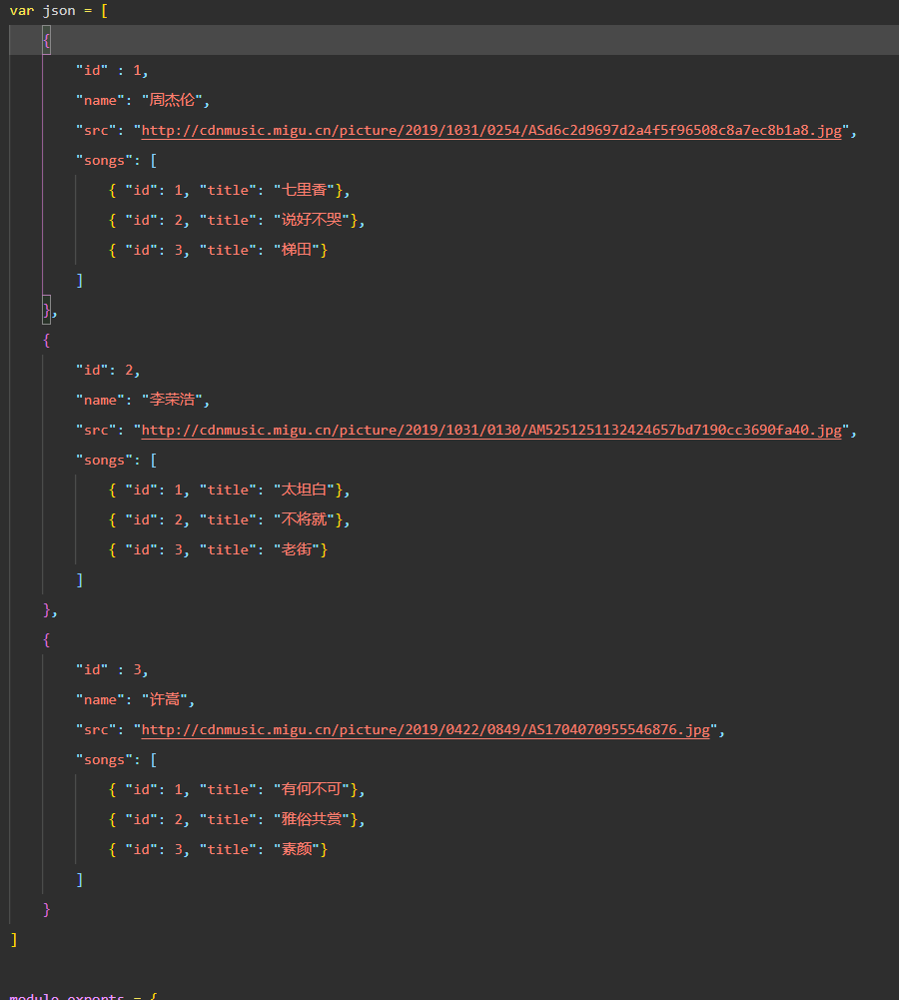 var json = [
{
"id" : 1,
"name": "周杰伦",
"src": "http://cdnmusic.migu.cn/picture/2019/1031/0254/ASd6c2d9697d2a4f5f96508c8a7ec8b1a8.jpg",
"songs": [
{ "id": 1, "title": "七里香"},
{ "id": 2, "title": "说好不哭"},
{ "id": 3, "title": "梯田"}
]
},
{
"id": 2,
"name": "李荣浩",
"src": "http://cdnmusic.migu.cn/picture/2019/1031/0130/AM5251251132424657bd7190cc3690fa40.jpg",
"songs": [
{ "id": 1, "title": "太坦白"},
{ "id": 2, "title": "不将就"},
{ "id": 3, "title": "老街"}
]
},
{
"id" : 3,
"name": "许嵩",
"src": "http://cdnmusic.migu.cn/picture/2019/0422/0849/AS1704070955546876.jpg",
"songs": [
{ "id": 1, "title": "有何不可"},
{ "id": 2, "title": "雅俗共赏"},
{ "id": 3, "title": "素颜"}
]
}
]
module.exports = {